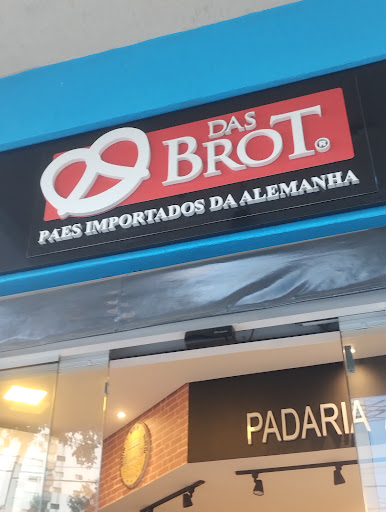 DAS
BROT®
PAES IMPORTADOS DA ALEMANHA
PADARIA